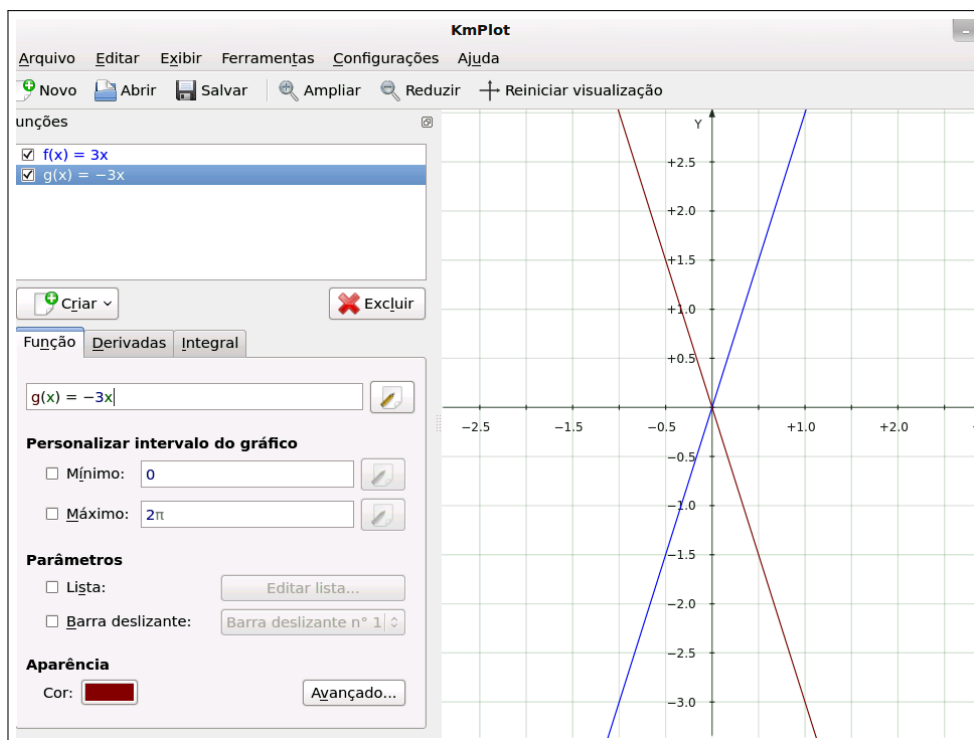 KmPlot
Arquivo Editar Exibir Ferramentas Configurações Ajuda
Novo Abrir Salvar Ampliar Reduzir Reiniciar visualização
unções
f(x) = 3x
g(x) = −3x
Criar Excluir
Função Derivadas Integral
g(x) = −3x
Personalizar intervalo do gráfico
Mínimo: 0
Máximo: 2π
Parâmetros
Lista: Editar lista...
Barra deslizante: Barra deslizante n° 1
Aparência
Cor: Avançado...
Y
+2.5
+2.0
+1.5
+1.0
+0.5
−2.5 −1.5 −0.5 +1.0 +2.0
−0.5
−1.0
−1.5
−2.0
−2.5
−3.0